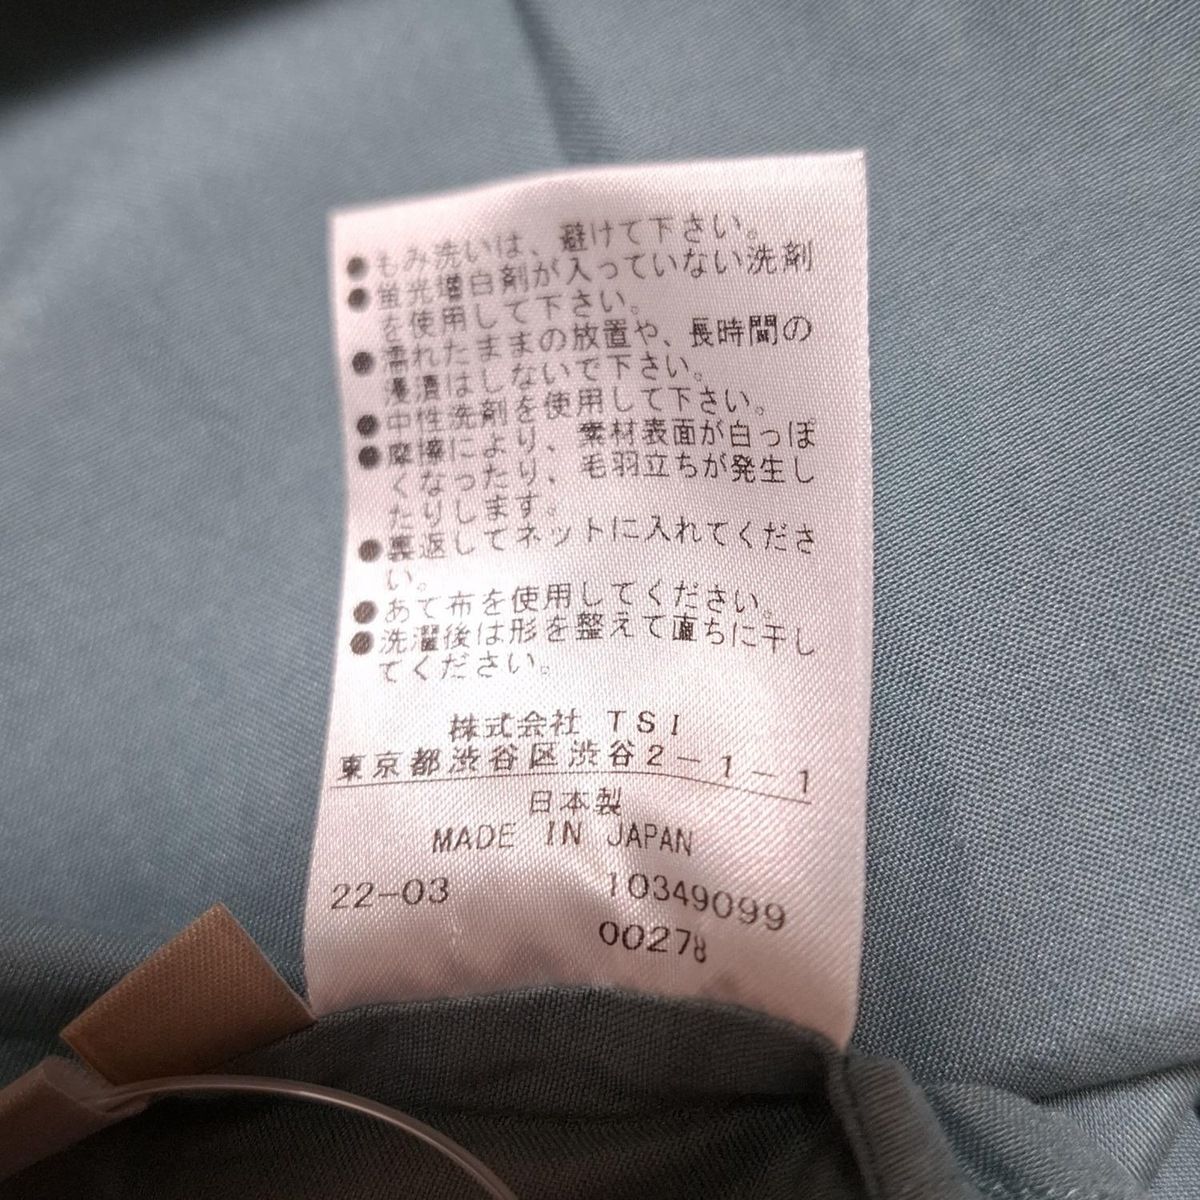 ●もみ洗いは、避けて下さい。
●蛍光増白剤が入っていない洗剤
を使用して下さい。
●濡れたままの放置や、長時間の
浸漬はしないで下さい。
●中性洗剤を使用して下さい。
●摩擦により、素材表面が白っぽ
くなったり、毛羽立ちが発生し
たりします。
●裏返してネットに入れてくださ
い。
●あて布を使用してください。
●洗濯後は形を整えて直ちに干し
てください。
株式会社 TSI
東京都渋谷区渋谷2-1-1
日本製
MADE IN JAPAN
22-03 10349099
00278